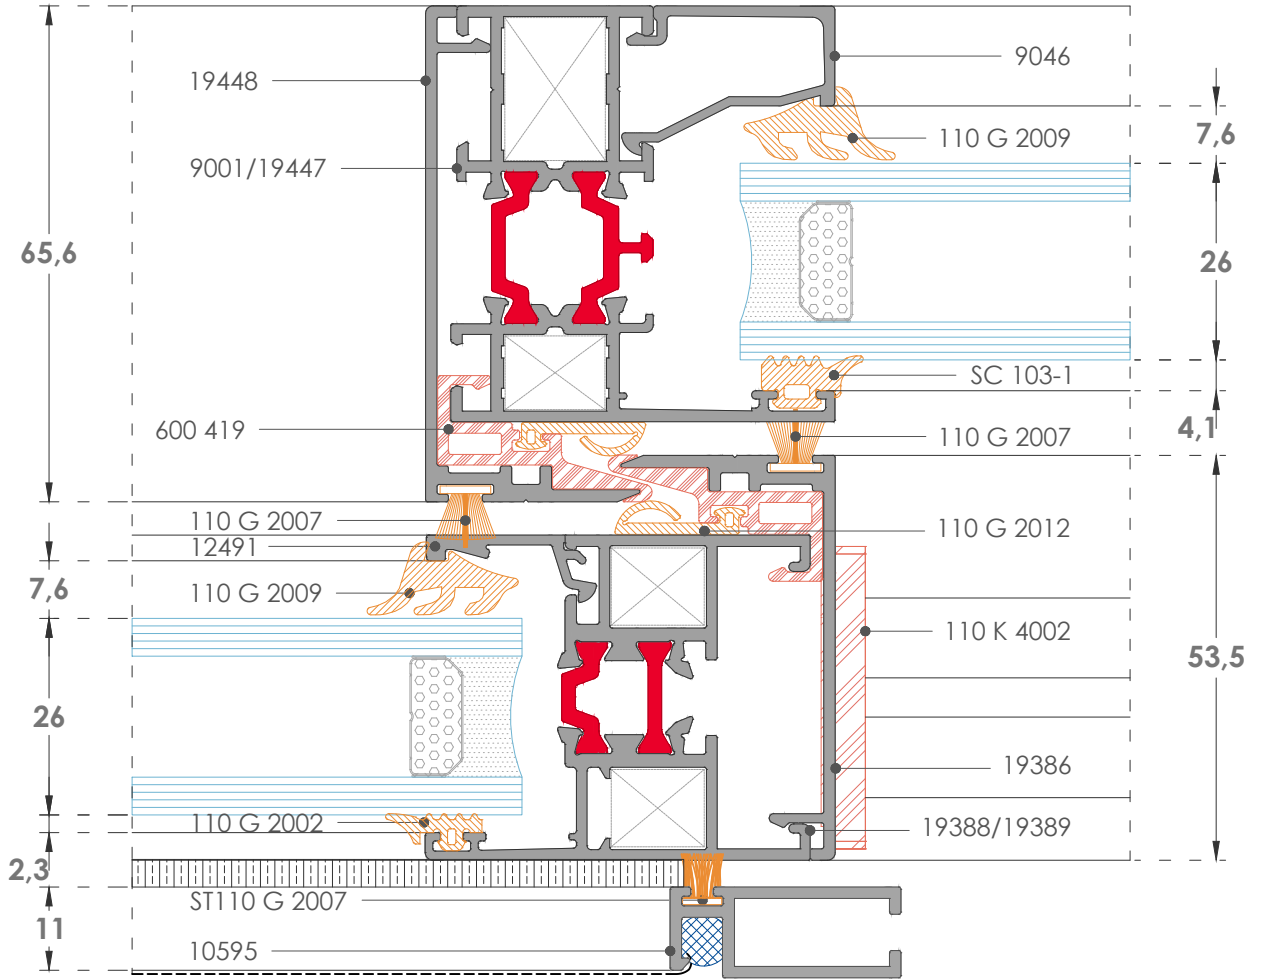 19448
9046
110 G 2009
7,6
9001/19447
65,6
26
SC 103-1
600 419
110 G 2007
4,1
110 G 2007
110 G 2012
12491
7,6
110 G 2009
110 K 4002
53,5
26
19386
110 G 2002
19388/19389
2,3
ST110 G 2007
11
10595